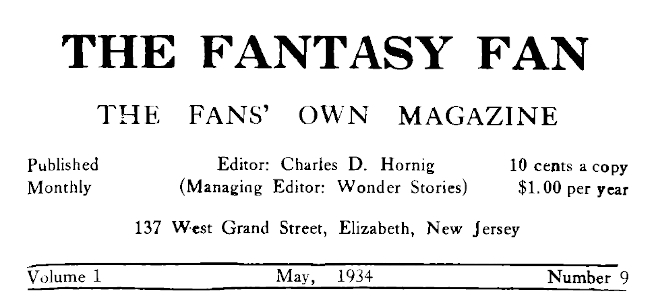 THE FANTASY FAN
THE FANS' OWN MAGAZINE
Published Editor: Charles D. Hornig 10 cents a copy
Monthly (Managing Editor: Wonder Stories) $1.00 per year
137 West Grand Street, Elizabeth, New Jersey
Volume 1 May, 1934 Number 9